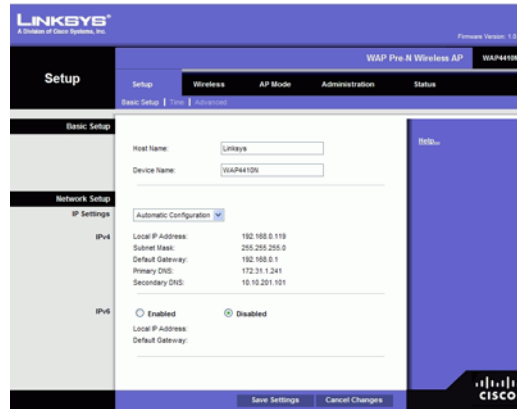 LINKSYS®
A Division of Cisco Systems, Inc.
Firmware Version: 1.0
WAP Pre-N Wireless AP WAP4410N
Setup
Setup Wireless AP Mode Administration Status
Basic Setup | Time | Advanced
Basic Setup
Help...
Host Name: Linksys
Device Name: WAP4410N
Network Setup
IP Settings Automatic Configuration
IPv4 Local IP Address: 192.168.0.119
Subnet Mask: 255.255.255.0
Default Gateway: 192.168.0.1
Primary DNS: 172.31.1.241
Secondary DNS: 10.10.201.101
IPv6 Enabled Disabled
Local IP Address:
Default Gateway:
Save Settings Cancel Changes
CISCO